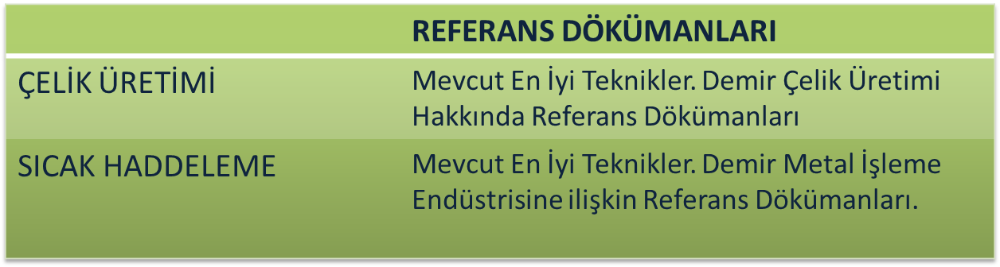 REFERANS DÖKÜMANLARI
ÇELİK ÜRETİMİ
Mevcut En İyi Teknikler. Demir Çelik Üretimi
Hakkında Referans Dökümanları
SICAK HADDELEME
Mevcut En İyi Teknikler. Demir Metal İşleme
Endüstrisine ilişkin Referans Dökümanları.